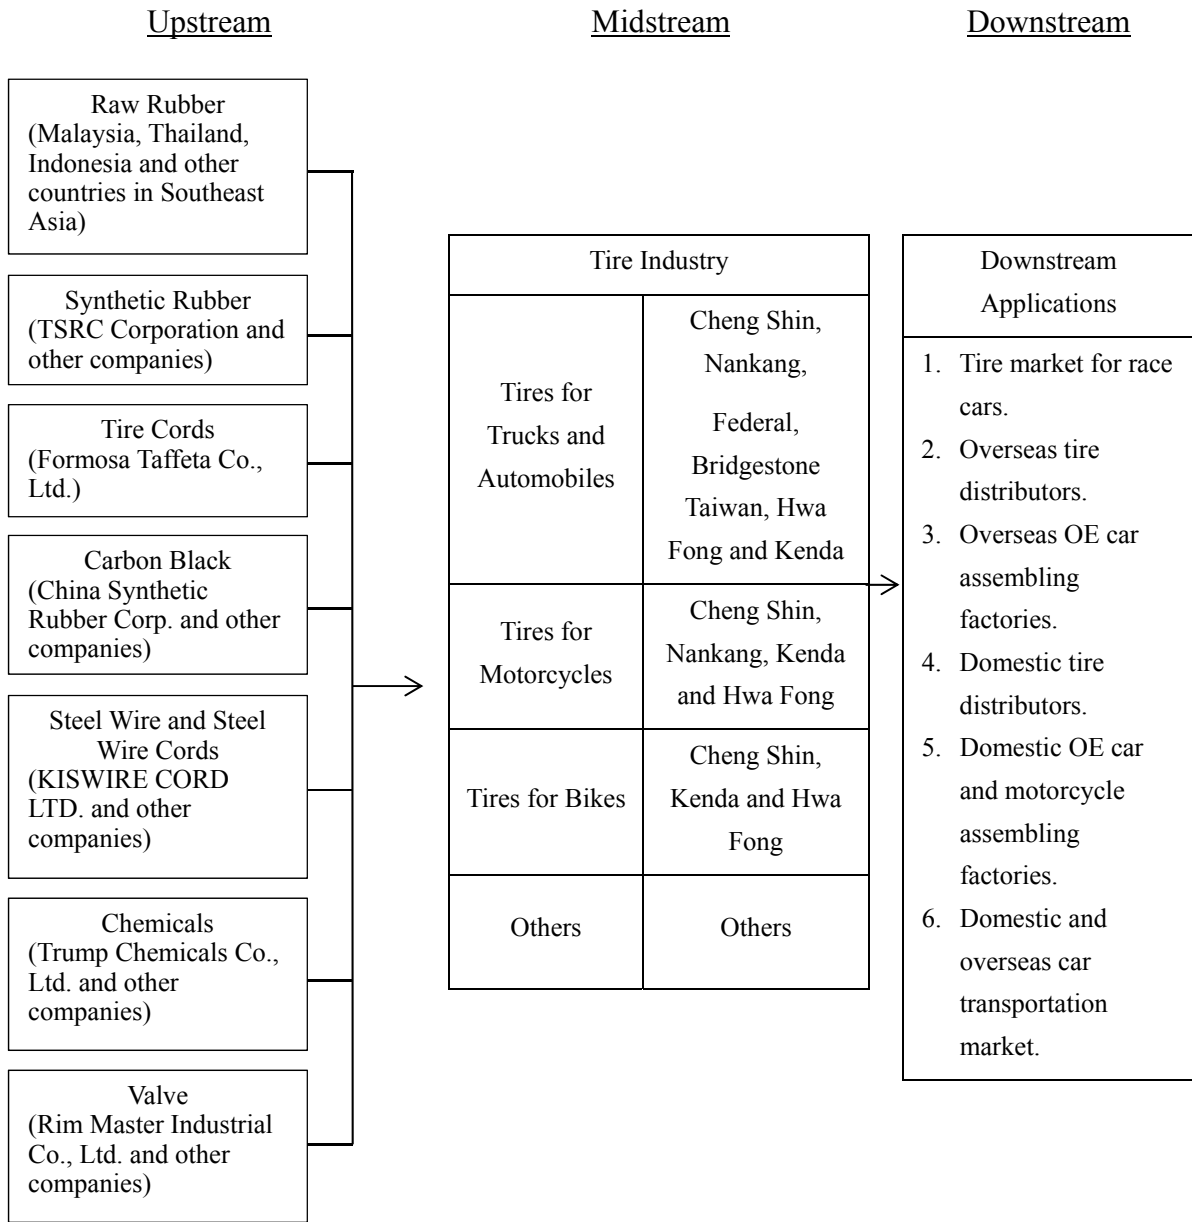 Upstream
Midstream
Downstream
Raw Rubber
(Malaysia, Thailand,
Indonesia and other
countries in Southeast
Asia)
Synthetic Rubber
(TSRC Corporation and
other companies)
Tire Cords
(Formosa Taffeta Co.,
Ltd.)
Carbon Black
(China Synthetic
Rubber Corp. and other
companies)
Steel Wire and Steel
Wire Cords
(KISWIRE CORD
LTD. and other
companies)
Chemicals
(Trump Chemicals Co.,
Ltd. and other
companies)
Valve
(Rim Master Industrial
Co., Ltd. and other
companies)
Tire Industry
Tires for
Trucks and
Automobiles
Cheng Shin,
Nankang,
Federal,
Bridgestone
Taiwan, Hwa
Fong and Kenda
Tires for
Motorcycles
Cheng Shin,
Nankang, Kenda
and Hwa Fong
Tires for Bikes
Cheng Shin,
Kenda and Hwa
Fong
Others
Others
Downstream
Applications
1. Tire market for race
cars.
2. Overseas tire
distributors.
3. Overseas OE car
assembling
factories.
4. Domestic tire
distributors.
5. Domestic OE car
and motorcycle
assembling
factories.
6. Domestic and
overseas car
transportation
market.